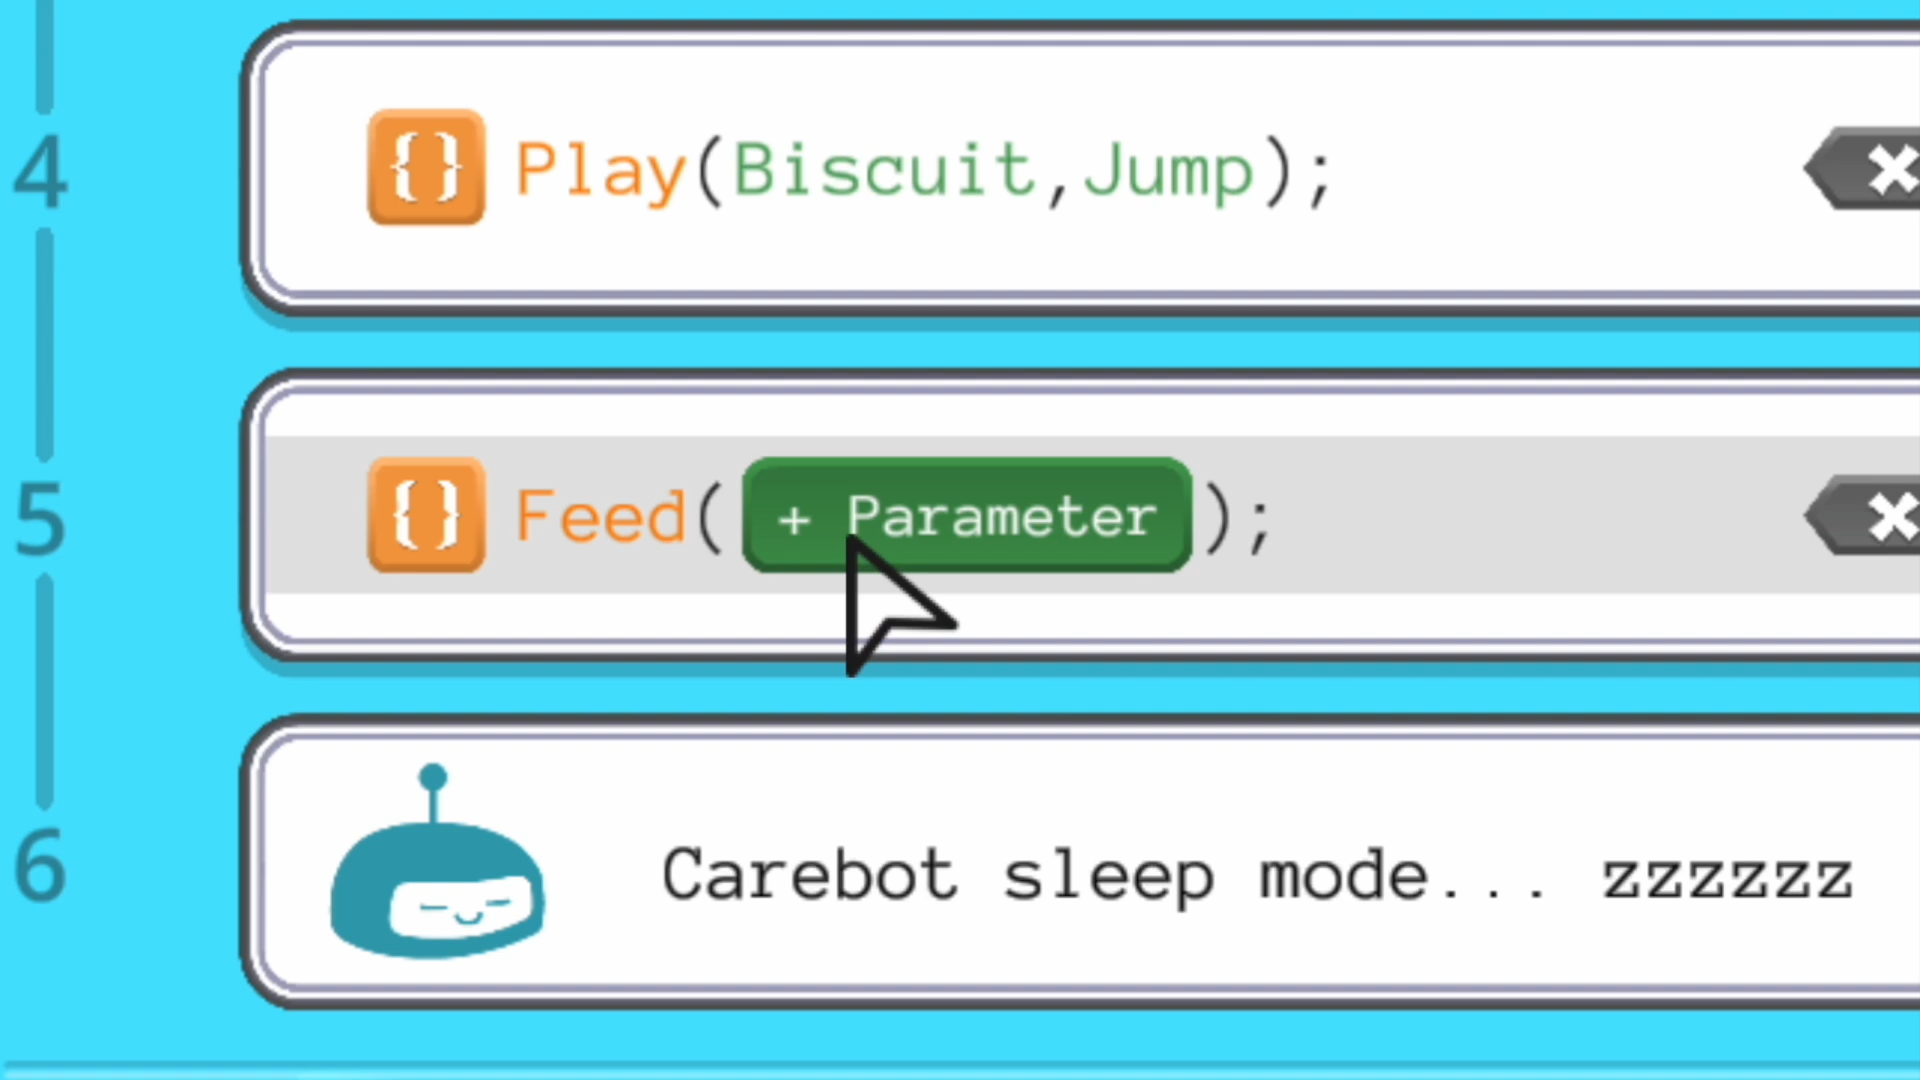 4
{} Play(Biscuit,Jump);
5
{} Feed( + Parameter );
6
Carebot sleep mode... zzzzzz